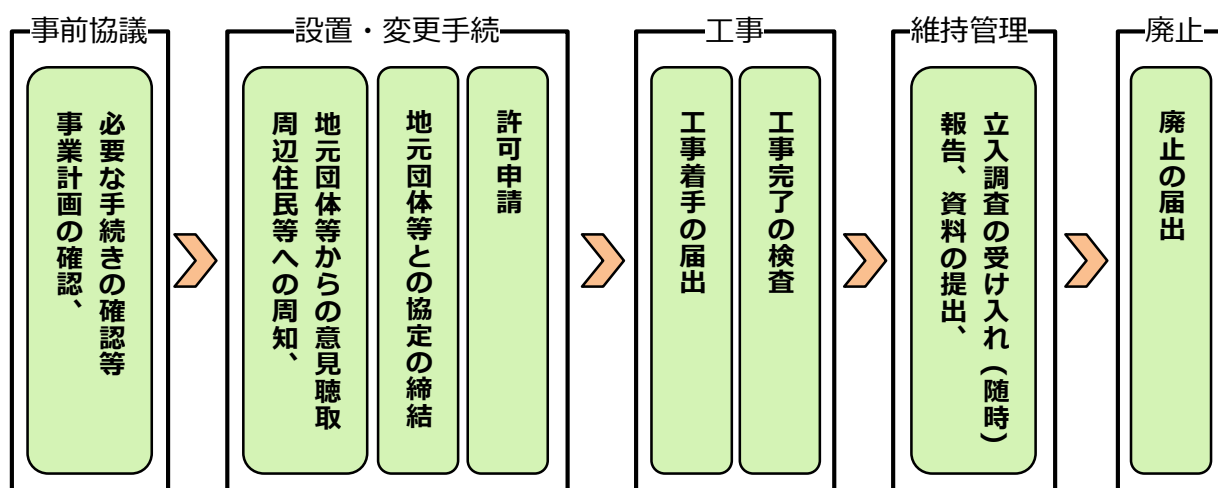 事前協議
事業計画の確認、
必要な手続きの確認等
設置・変更手続
周辺住民等への周知、
地元団体等からの意見聴取
地元団体等との協定の締結
許可申請
工事
工事着手の届出
工事完了の検査
維持管理
報告、資料の提出、
立入調査の受け入れ(随時)
廃止
廃止の届出